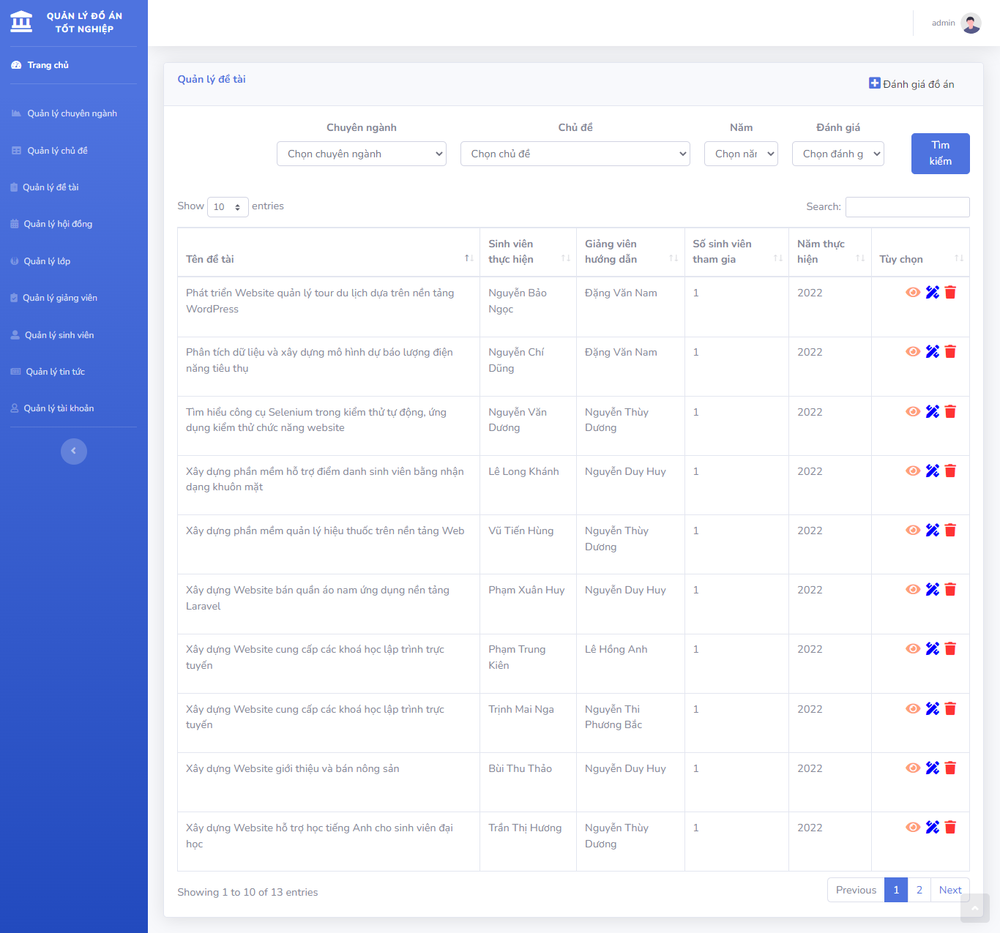 QUẢN LÝ ĐỒ ÁN
TỐT NGHIỆP
Trang chủ
Quản lý chuyên ngành
Quản lý chủ đề
Quản lý đề tài
Quản lý hội đồng
Quản lý lớp
Quản lý giảng viên
Quản lý sinh viên
Quản lý tin tức
Quản lý tài khoản
admin
Quản lý đề tài
Đánh giá đồ án
Chuyên ngành
Chủ đề
Năm
Đánh giá
Chọn chuyên ngành
Chọn chủ đề
Chọn năm
Chọn đánh g
Tìm
kiếm
Show 10 entries
Search:
Tên đề tài
Sinh viên
thực hiện
Giảng viên
hướng dẫn
Số sinh viên
tham gia
Năm thực
hiện
Tùy chọn
Phát triển Website quản lý tour du lịch dựa trên nền tảng
WordPress
Nguyễn Bảo
Ngọc
Đặng Văn Nam
1
2022
Phân tích dữ liệu và xây dựng mô hình dự báo lượng điện
năng tiêu thụ
Nguyễn Chí
Dũng
Đặng Văn Nam
1
2022
Tìm hiểu công cụ Selenium trong kiểm thử tự động, ứng
dụng kiểm thử chức năng website
Nguyễn Văn
Dương
Nguyễn Thùy
Dương
1
2022
Xây dựng phần mềm hỗ trợ điểm danh sinh viên bằng nhận
dạng khuôn mặt
Lê Long Khánh
Nguyễn Duy Huy
1
2022
Xây dựng phần mềm quản lý hiệu thuốc trên nền tảng Web
Vũ Tiến Hùng
Nguyễn Thùy
Dương
1
2022
Xây dựng Website bán quần áo nam ứng dụng nền tảng
Laravel
Phạm Xuân Huy
Nguyễn Duy Huy
1
2022
Xây dựng Website cung cấp các khoá học lập trình trực
tuyến
Phạm Trung
Kiên
Lê Hồng Anh
1
2022
Xây dựng Website cung cấp các khoá học lập trình trực
tuyến
Trịnh Mai Nga
Nguyễn Thi
Phương Bắc
1
2022
Xây dựng Website giới thiệu và bán nông sản
Bùi Thu Thảo
Nguyễn Duy Huy
1
2022
Xây dựng Website hỗ trợ học tiếng Anh cho sinh viên đại
học
Trần Thị Hương
Nguyễn Thùy
Dương
1
2022
Showing 1 to 10 of 13 entries
Previous 1 2 Next